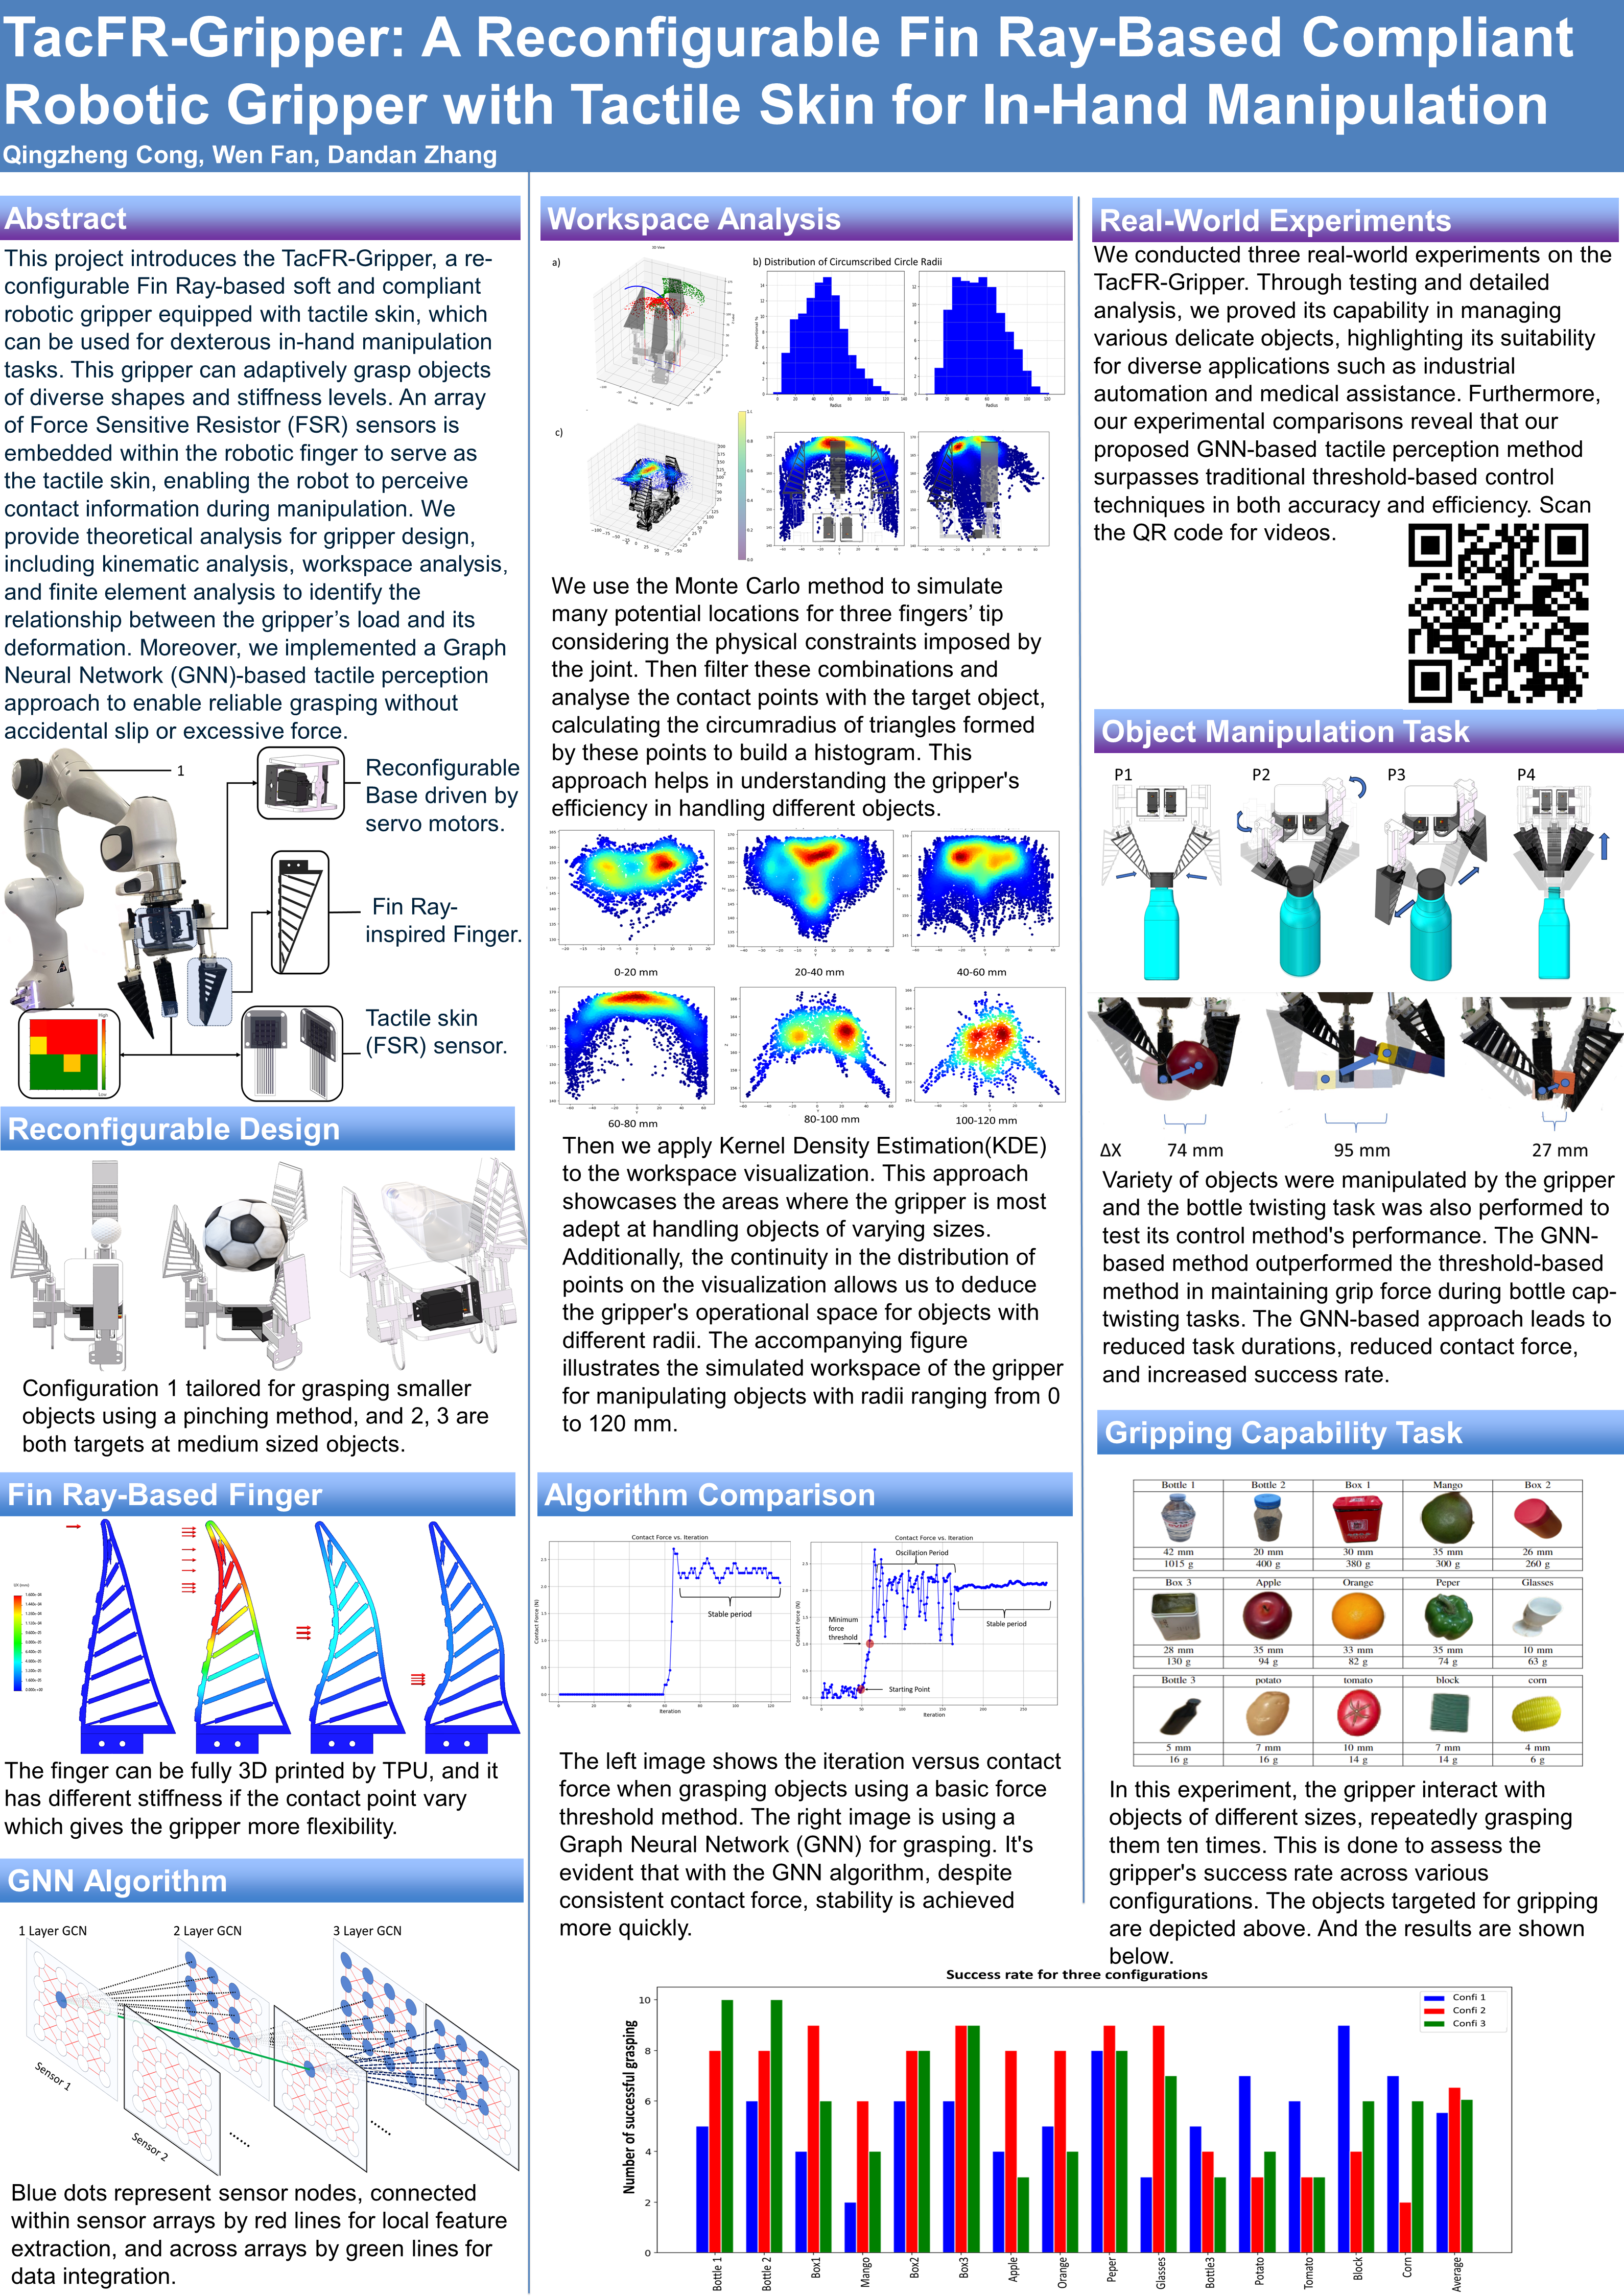 TacFR-Gripper: A Reconfigurable Fin Ray-Based Compliant
Robotic Gripper with Tactile Skin for In-Hand Manipulation
Qingzheng Cong, Wen Fan, Dandan Zhang
Abstract
This project introduces the TacFR-Gripper, a re-
configurable Fin Ray-based soft and compliant
robotic gripper equipped with tactile skin, which
can be used for dexterous in-hand manipulation
tasks. This gripper can adaptively grasp objects
of diverse shapes and stiffness levels. An array
of Force Sensitive Resistor (FSR) sensors is
embedded within the robotic finger to serve as
the tactile skin, enabling the robot to perceive
contact information during manipulation. We
provide theoretical analysis for gripper design,
including kinematic analysis, workspace analysis,
and finite element analysis to identify the
relationship between the gripper's load and its
deformation. Moreover, we implemented a Graph
Neural Network (GNN)-based tactile perception
approach to enable reliable grasping without
accidental slip or excessive force.
1
Reconfigurable
Base driven by
servo motors.
Fin Ray-
inspired Finger.
Tactile skin
(FSR) sensor.
High
Low
Reconfigurable Design
Configuration 1 tailored for grasping smaller
objects using a pinching method, and 2, 3 are
both targets at medium sized objects.
Fin Ray-Based Finger
The finger can be fully 3D printed by TPU, and it
has different stiffness if the contact point vary
which gives the gripper more flexibility.
GNN Algorithm
1 Layer GCN
2 Layer GCN
3 Layer GCN
Sensor 1
Sensor 2
Blue dots represent sensor nodes, connected
within sensor arrays by red lines for local feature
extraction, and across arrays by green lines for
data integration.
Workspace Analysis
3D View
a)
b) Distribution of Circumscribed Circle Radii
Radius
Radius
c)
We use the Monte Carlo method to simulate
many potential locations for three fingers' tip
considering the physical constraints imposed by
the joint. Then filter these combinations and
analyse the contact points with the target object,
calculating the circumradius of triangles formed
by these points to build a histogram. This
approach helps in understanding the gripper's
efficiency in handling different objects.
0-20 mm
20-40 mm
40-60 mm
60-80 mm
80-100 mm
100-120 mm
Then we apply Kernel Density Estimation(KDE)
to the workspace visualization. This approach
showcases the areas where the gripper is most
adept at handling objects of varying sizes.
Additionally, the continuity in the distribution of
points on the visualization allows us to deduce
the gripper's operational space for objects with
different radii. The accompanying figure
illustrates the simulated workspace of the gripper
for manipulating objects with radii ranging from 0
to 120 mm.
Algorithm Comparison
Contact Force vs. Iteration
Contact Force (N)
Stable period
Iteration
Contact Force vs. Iteration
Contact Force (N)
Oscillation Period
Minimum
force
threshold
Stable period
Starting Point
Iteration
The left image shows the iteration versus contact
force when grasping objects using a basic force
threshold method. The right image is using a
Graph Neural Network (GNN) for grasping. It's
evident that with the GNN algorithm, despite
consistent contact force, stability is achieved
more quickly.
Real-World Experiments
We conducted three real-world experiments on the
TacFR-Gripper. Through testing and detailed
analysis, we proved its capability in managing
various delicate objects, highlighting its suitability
for diverse applications such as industrial
automation and medical assistance. Furthermore,
our experimental comparisons reveal that our
proposed GNN-based tactile perception method
surpasses traditional threshold-based control
techniques in both accuracy and efficiency. Scan
the QR code for videos.
Object Manipulation Task
P1 P2 P3 P4
ΔX 74 mm 95 mm 27 mm
Variety of objects were manipulated by the gripper
and the bottle twisting task was also performed to
test its control method's performance. The GNN-
based method outperformed the threshold-based
method in maintaining grip force during bottle cap-
twisting tasks. The GNN-based approach leads to
reduced task durations, reduced contact force,
and increased success rate.
Gripping Capability Task
Bottle 1 Bottle 2 Box 1 Mango Box 2
42 mm 20 mm 30 mm 35 mm 26 mm
1015 g 400 g 380 g 300 g 260 g
Box 3 Apple Orange Peper Glasses
28 mm 35 mm 33 mm 35 mm 10 mm
130 g 94 g 82 g 74 g 63 g
Bottle 3 potato tomato block corn
5 mm 7 mm 10 mm 7 mm 4 mm
16 g 16 g 14 g 14 g 6 g
In this experiment, the gripper interact with
objects of different sizes, repeatedly grasping
them ten times. This is done to assess the
gripper's success rate across various
configurations. The objects targeted for gripping
are depicted above. And the results are shown
below.
Success rate for three configurations
Number of successful grasping
10
8
6
4
2
0
Confi 1
Confi 2
Confi 3
Bottle 1 Bottle 2 Box1 Mango Box2 Box3 Apple Orange Peper Glasses Bottle3 Potato Tomato Block Corn Average